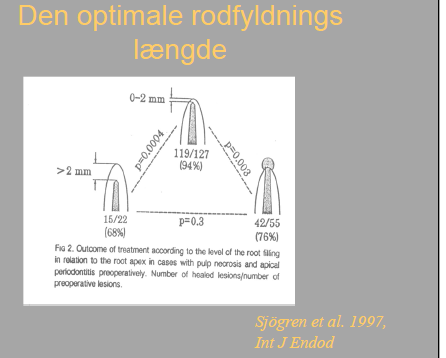 Den optimale rodfyldnings
længde
0-2 mm
p=0.0004
119/127
(94%)
p=0.003
>2 mm
15/22
(68%)
p=0.3
42/55
(76%)
FIG 2. Outcome of treatment according to the level of the root filling
in relation to the root apex in cases with pulp necrosis and apical
periodontitis preoperatively. Number of healed lesions/number of
preoperative lesions.
Sjögren et al. 1997,
Int J Endod